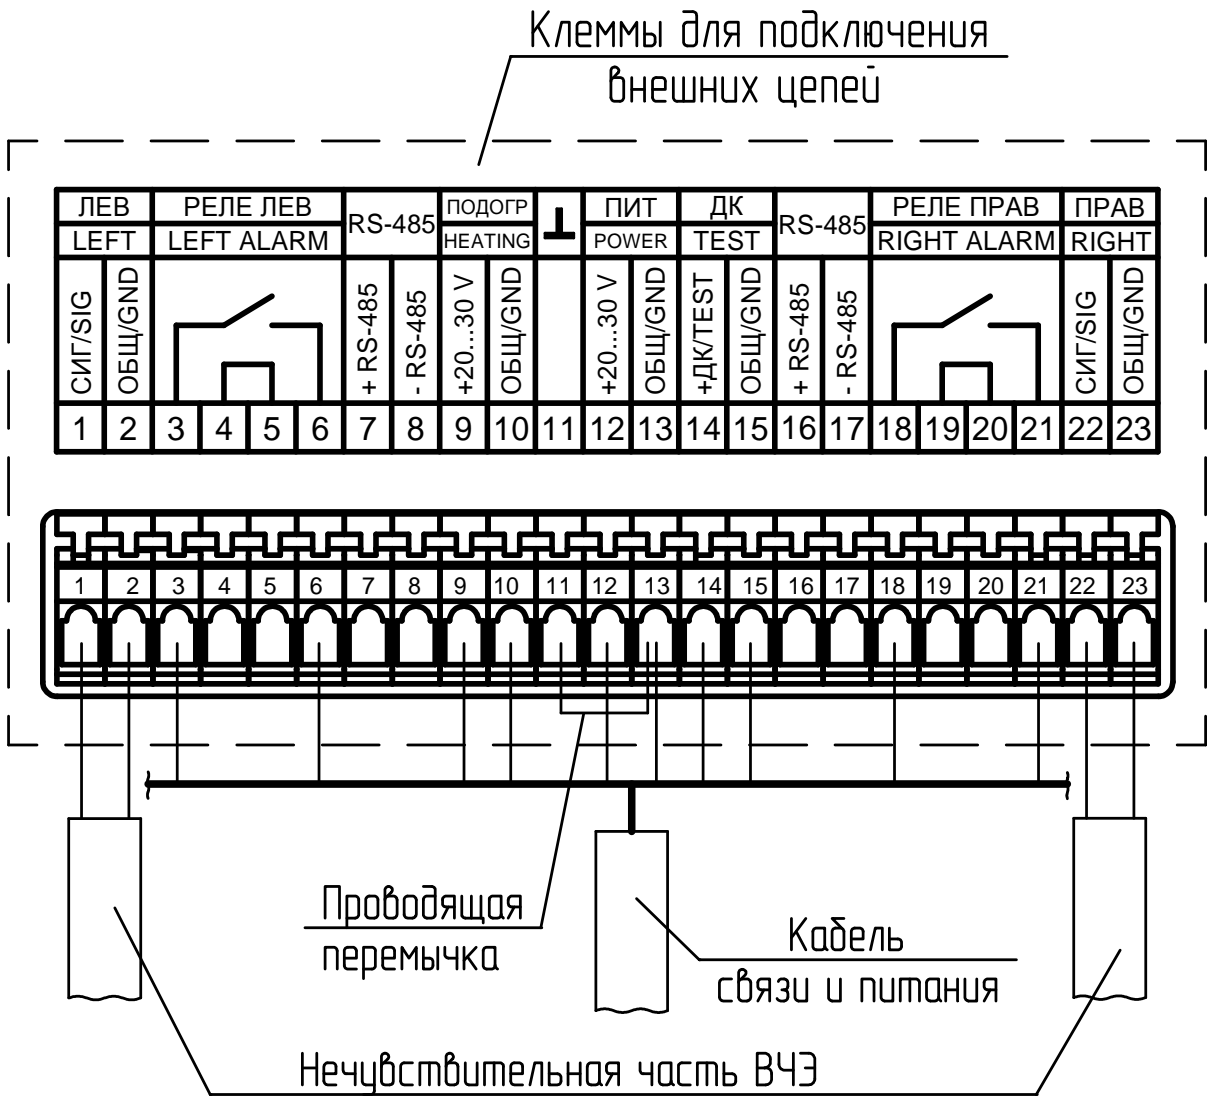 Клеммы для подключения
внешних цепей
ЛЕВ РЕЛЕ ЛЕВ RS-485 ПОДОГР ПИТ ДК RS-485 РЕЛЕ ПРАВ ПРАВ
LEFT LEFT ALARM HEATING POWER TEST RIGHT ALARM RIGHT
СИГ/SIG ОБЩ/GND + RS-485 - RS-485 +20...30 V ОБЩ/GND +20...30 V ОБЩ/GND +ДК/TEST ОБЩ/GND + RS-485 - RS-485 СИГ/SIG ОБЩ/GND
1 2 3 4 5 6 7 8 9 10 11 12 13 14 15 16 17 18 19 20 21 22 23
1 2 3 4 5 6 7 8 9 10 11 12 13 14 15 16 17 18 19 20 21 22 23
Проводящая
перемычка
Кабель
связи и питания
Нечувствительная часть ВЧЭ